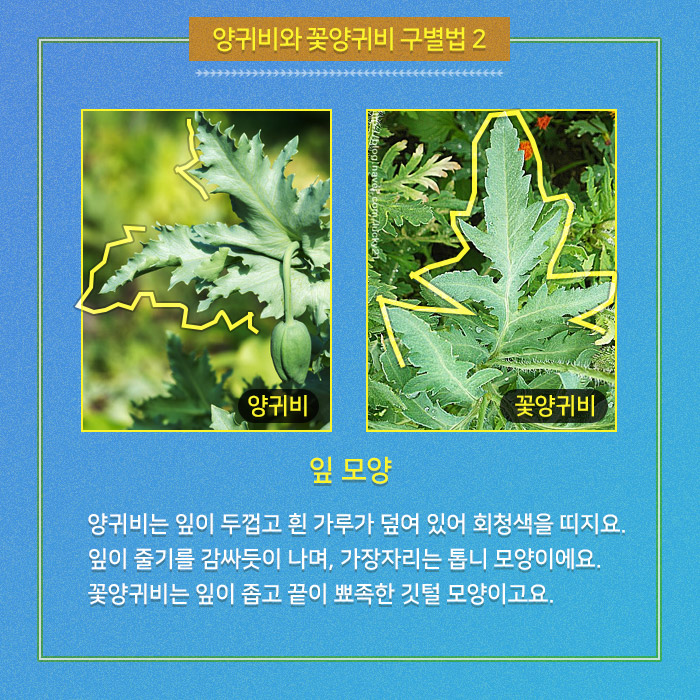 양귀비와 꽃양귀비 구별법 2
양귀비
꽃양귀비
잎 모양
양귀비는 잎이 두껍고 흰 가루가 덮여 있어 회청색을 띠지요.
잎이 줄기를 감싸듯이 나며, 가장자리는 톱니 모양이에요.
꽃양귀비는 잎이 좁고 끝이 뾰족한 깃털 모양이고요.